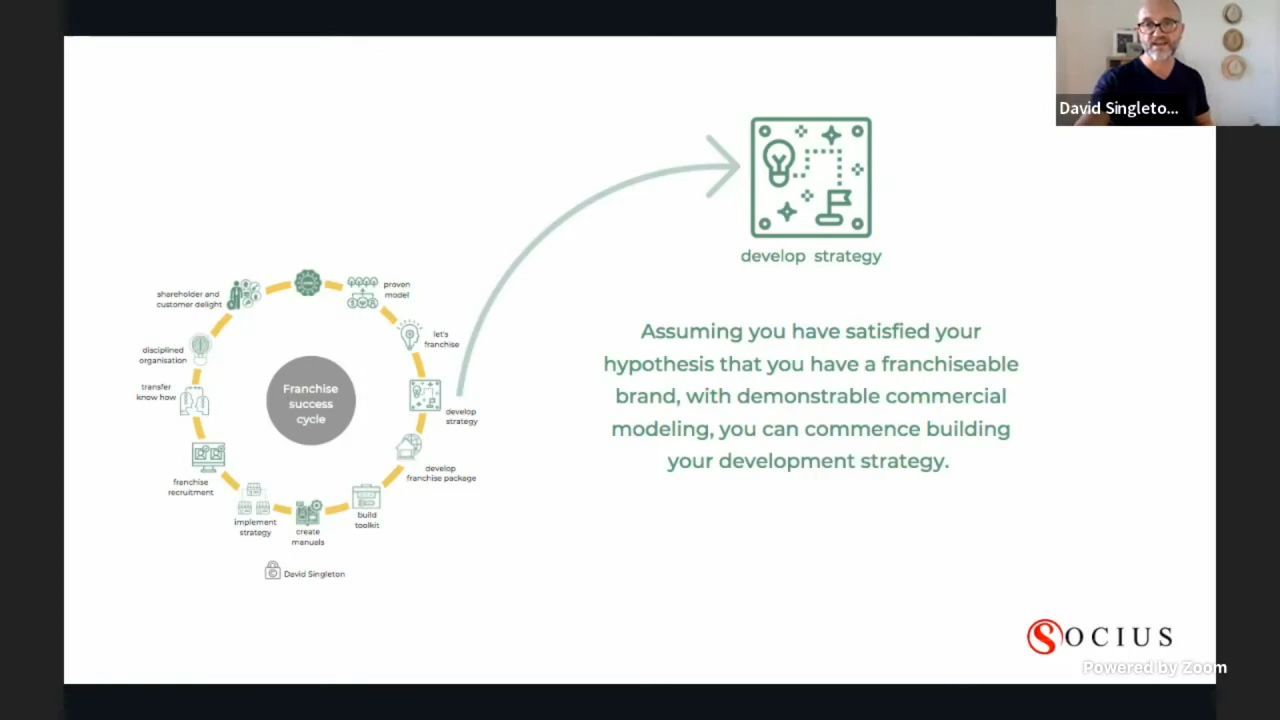 David Singleto...
develop strategy
Assuming you have satisfied your
hypothesis that you have a franchiseable
brand, with demonstrable commercial
modeling, you can commence building
your development strategy.
Franchise
success
cycle
proven
model
let's
franchise
develop
strategy
develop
franchise package
build
toolkit
create
manuals
implement
strategy
franchise
recruitment
transfer
know how
disciplined
organisation
shareholder and
customer delight
David Singleton
SOCIUS
Powered by Zoom